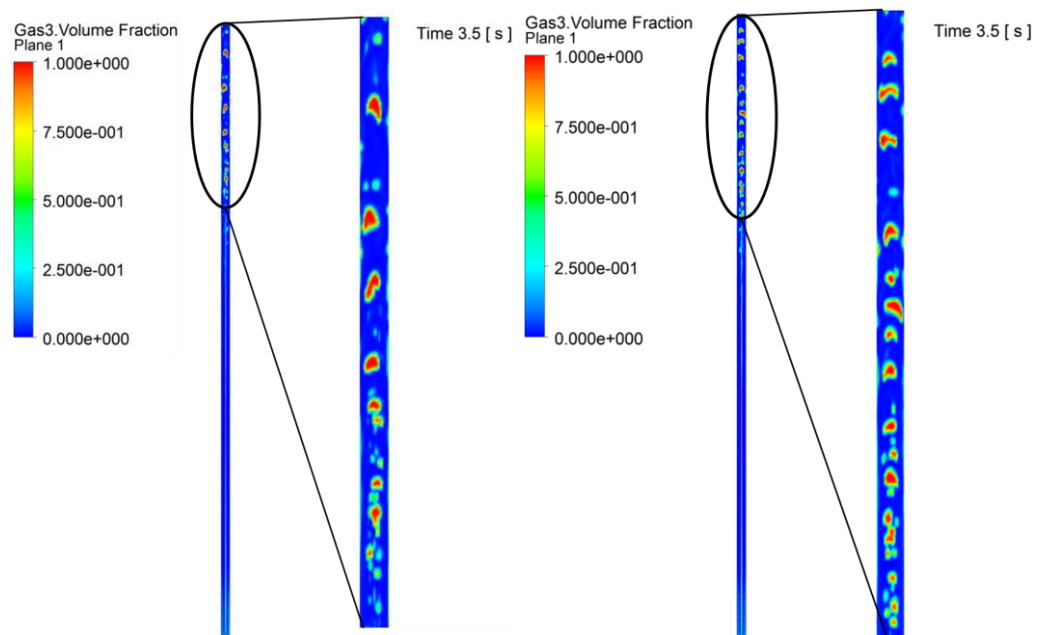 Gas3.Volume Fraction
Plane 1
1.000e+000
7.500e-001
5.000e-001
2.500e-001
0.000e+000
Time 3.5 [ s ]
Gas3.Volume Fraction
Plane 1
1.000e+000
7.500e-001
5.000e-001
2.500e-001
0.000e+000
Time 3.5 [ s ]